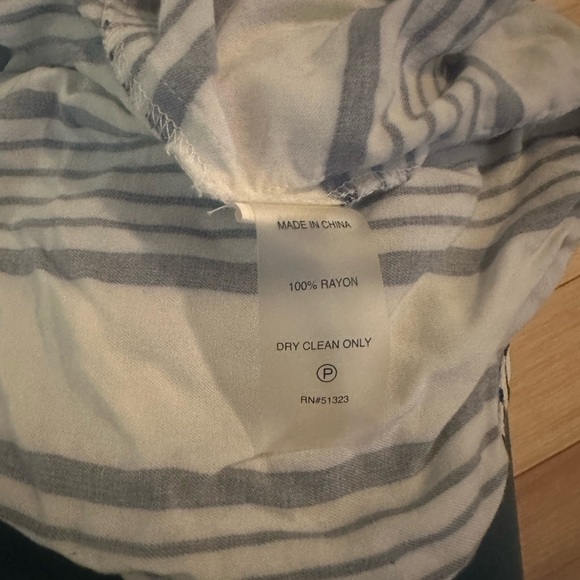 MADE IN CHINA
100% RAYON
DRY CLEAN ONLY
P
RN#51323